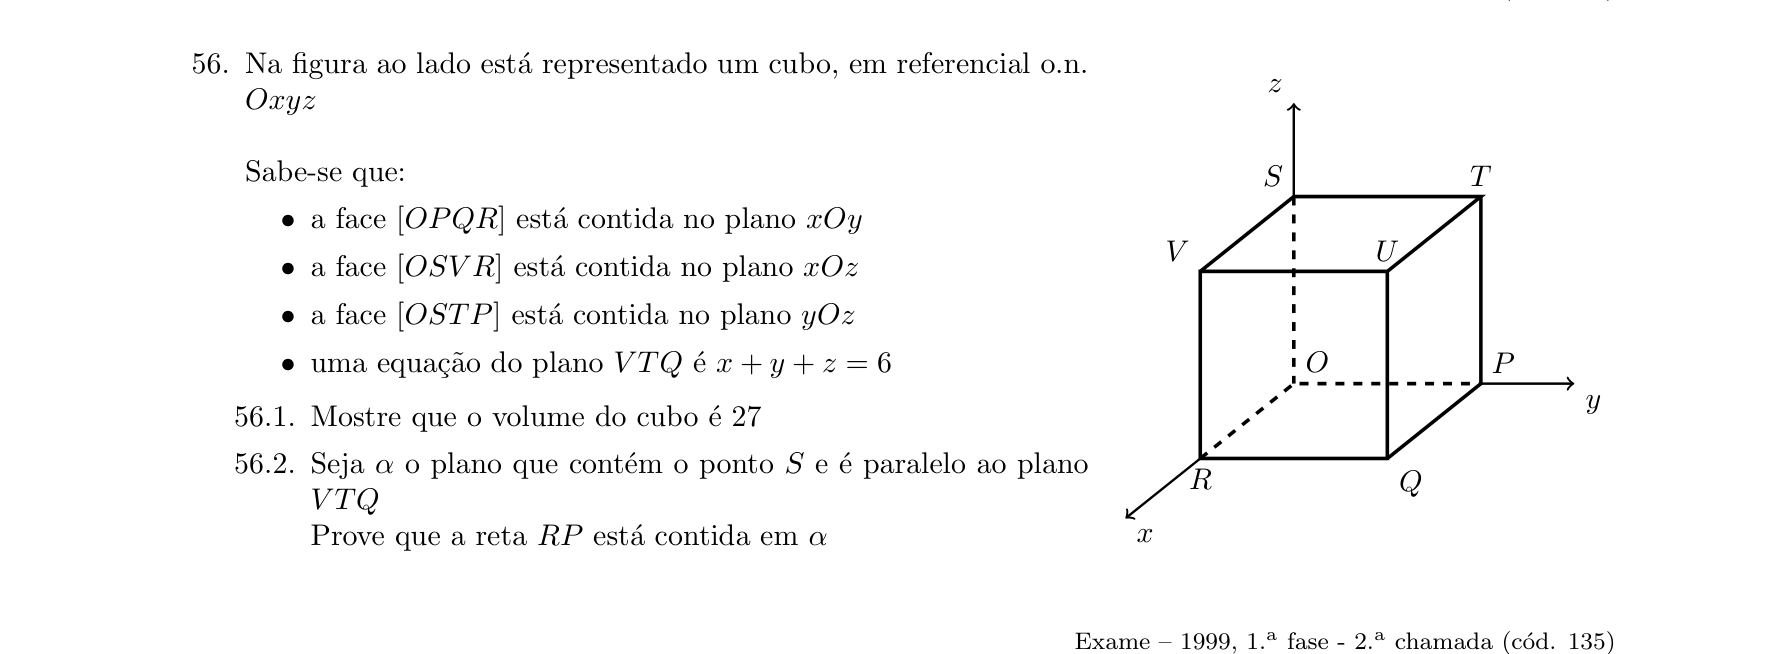 56. Na figura ao lado está representado um cubo, em referencial o.n.
Oxyz
Sabe-se que:
• a face [OPQR] está contida no plano xOy
• a face [OSVR] está contida no plano xOz
• a face [OSTP] está contida no plano yOz
• uma equação do plano VTQ é x + y + z = 6
56.1. Mostre que o volume do cubo é 27
56.2. Seja α o plano que contém o ponto S e é paralelo ao plano
VTQ
Prove que a reta RP está contida em α
z
S
T
V
U
O
P
y
R
Q
x
Exame – 1999, 1.ª fase - 2.ª chamada (cód. 135)